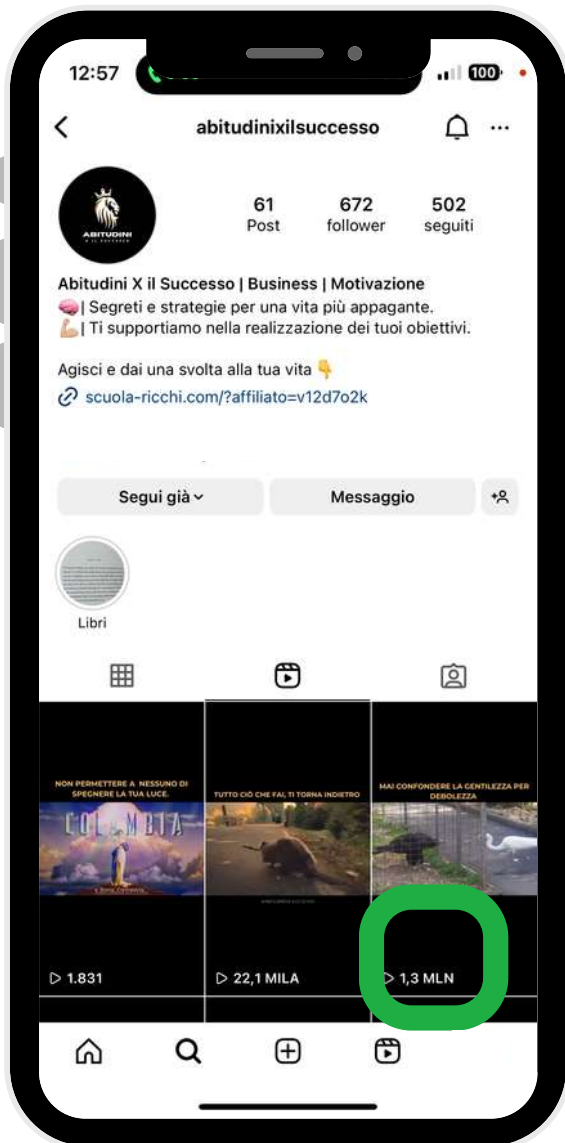 12:57
100
abitudinixilsuccesso
ABITUDINI
X IL SUCCESSO
61 672 502
Post follower seguiti
Abitudini X il Successo | Business | Motivazione
🧠| Segreti e strategie per una vita più appagante.
💪🏼| Ti supportiamo nella realizzazione dei tuoi obiettivi.
Agisci e dai una svolta alla tua vita 👇
scuola-ricchi.com/?affiliato=v12d7o2k
Segui già Messaggio
Libri
NON PERMETTERE A NESSUNO DI
SPEGNERE LA TUA LUCE.
COLUMBIA
TUTTO CIÒ CHE FAI, TI TORNA INDIETRO
MAI CONFONDERE LA GENTILEZZA PER
DEBOLEZZA
1.831 22,1 MILA 1,3 MLN